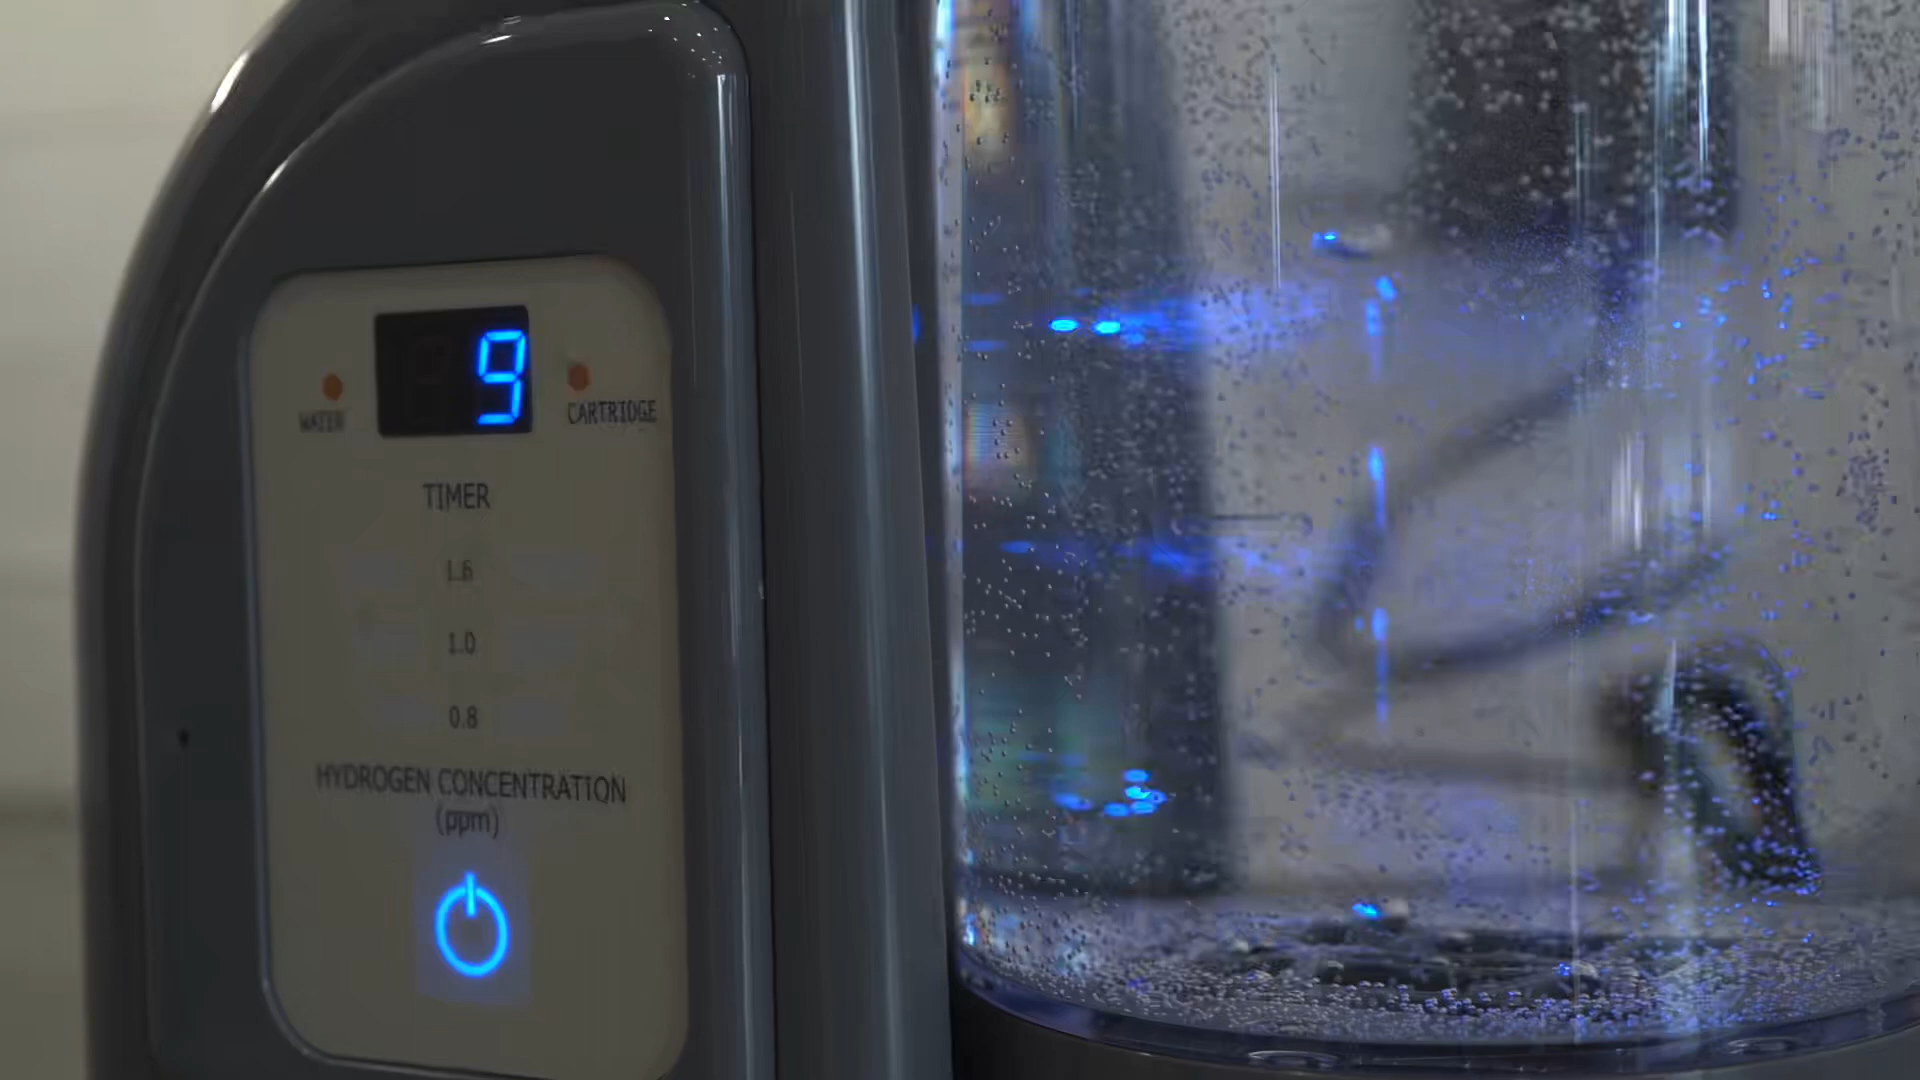 9
WATER
CARTRIDGE
TIMER
1.6
1.0
0.8
HYDROGEN CONCENTRATION
(ppm)